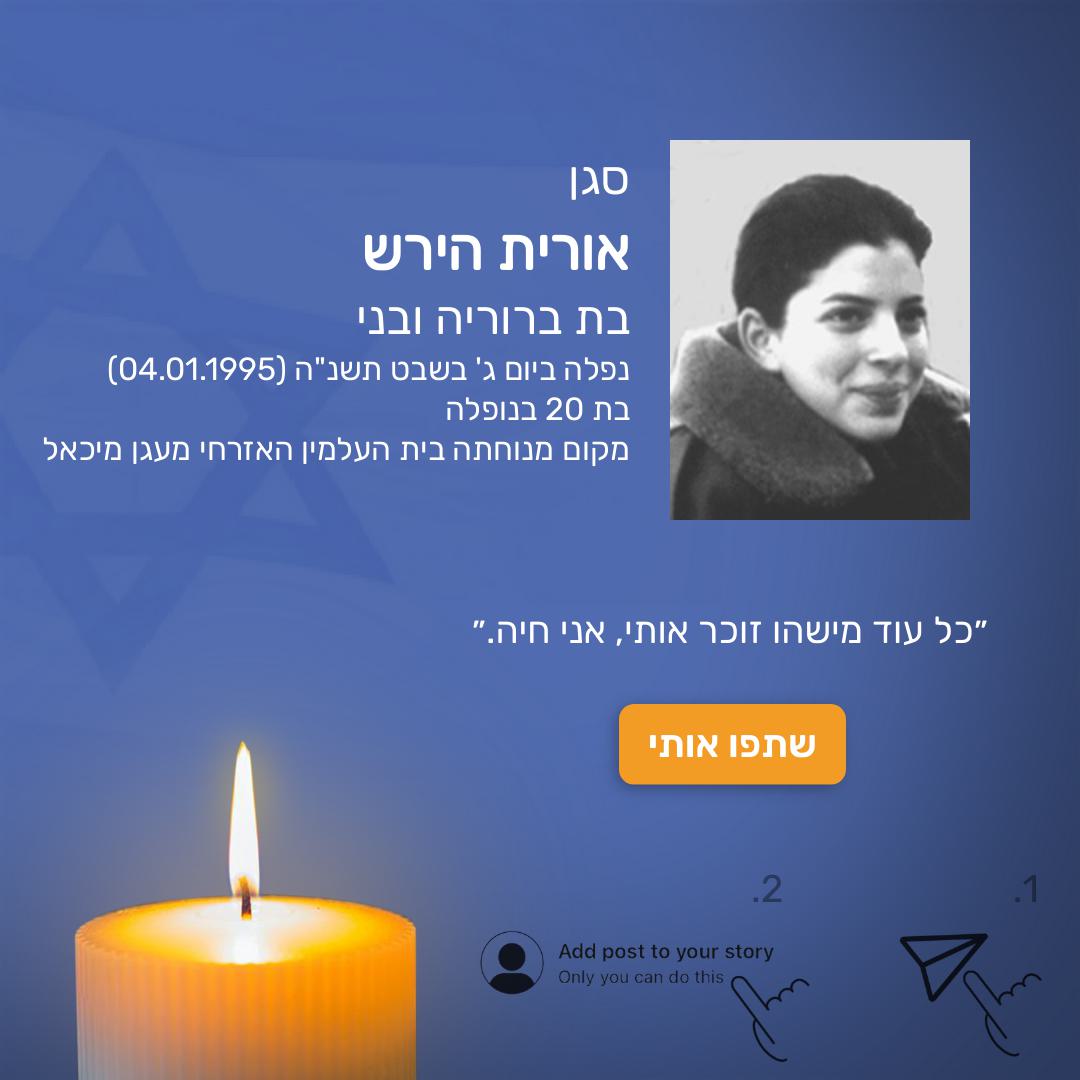 סגן
אורית הירש
בת ברוריה ובני
נפלה ביום ג' בשבט תשנ"ה (04.01.1995)
בת 20 בנופלה
מקום מנוחתה בית העלמין האזרחי מעגן מיכאל
״כל עוד מישהו זוכר אותי, אני חיה.״
שתפו אותי
1.
2.
Add post to your story
Only you can do this